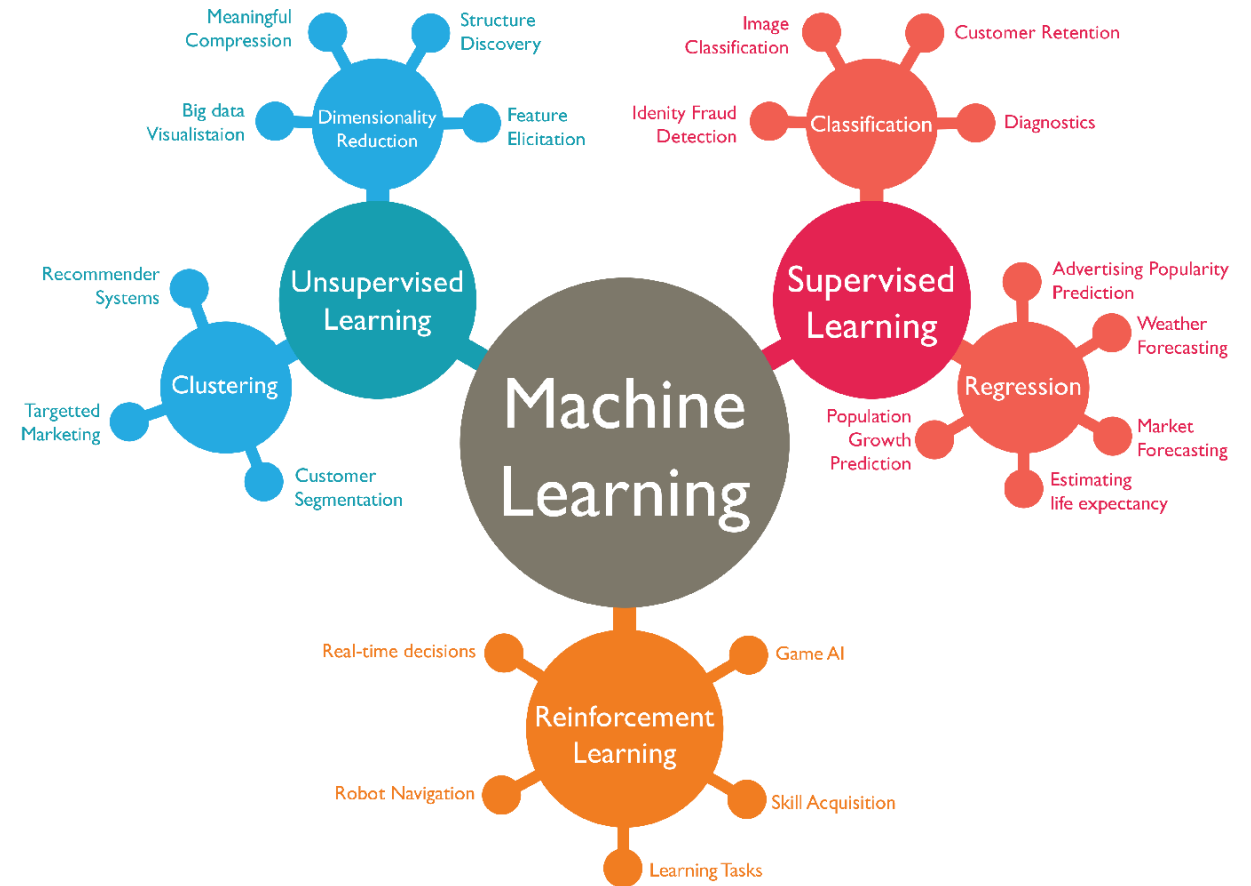 Meaningful
Compression
Structure
Discovery
Big data
Visualistaion
Dimensionality
Reduction
Feature
Elicitation
Image
Classification
Customer Retention
Idenity Fraud
Detection
Classification
Diagnostics
Recommender
Systems
Unsupervised
Learning
Clustering
Targetted
Marketing
Customer
Segmentation
Machine
Learning
Supervised
Learning
Advertising Popularity
Prediction
Weather
Forecasting
Regression
Population
Growth
Prediction
Market
Forecasting
Estimating
life expectancy
Real-time decisions
Game AI
Reinforcement
Learning
Robot Navigation
Skill Acquisition
Learning Tasks